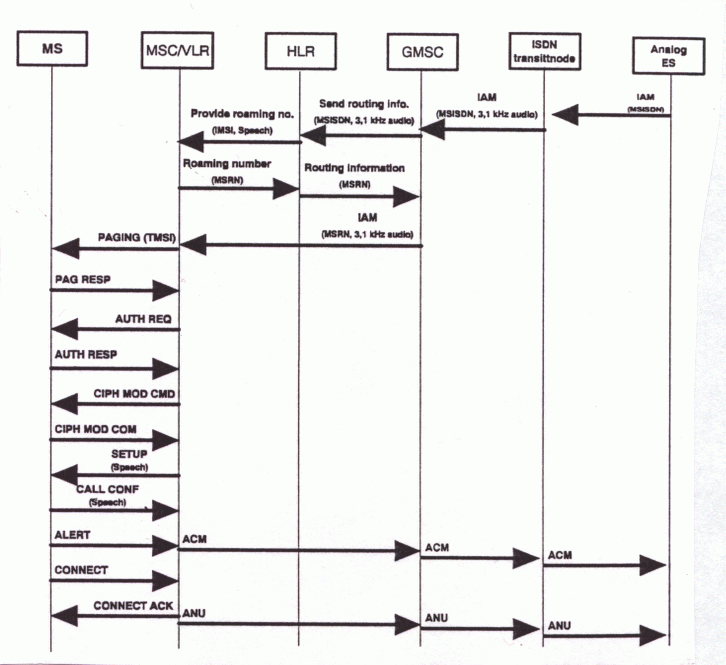 MS
MSC/VLR
HLR
GMSC
ISDN
transittnode
Analog
ES
IAM
(MSISDN)
IAM
(MSISDN, 3,1 kHz audio)
Send routing info.
(MSISDN, 3,1 kHz audio)
Provide roaming no.
(IMSI, Speech)
Roaming number
(MSRN)
Routing information
(MSRN)
IAM
(MSRN, 3,1 kHz audio)
PAGING (TMSI)
PAG RESP
AUTH REQ
AUTH RESP
CIPH MOD CMD
CIPH MOD COM
SETUP
(Speech)
CALL CONF
(Speech)
ALERT
ACM
ACM
ACM
CONNECT
CONNECT ACK
ANU
ANU
ANU